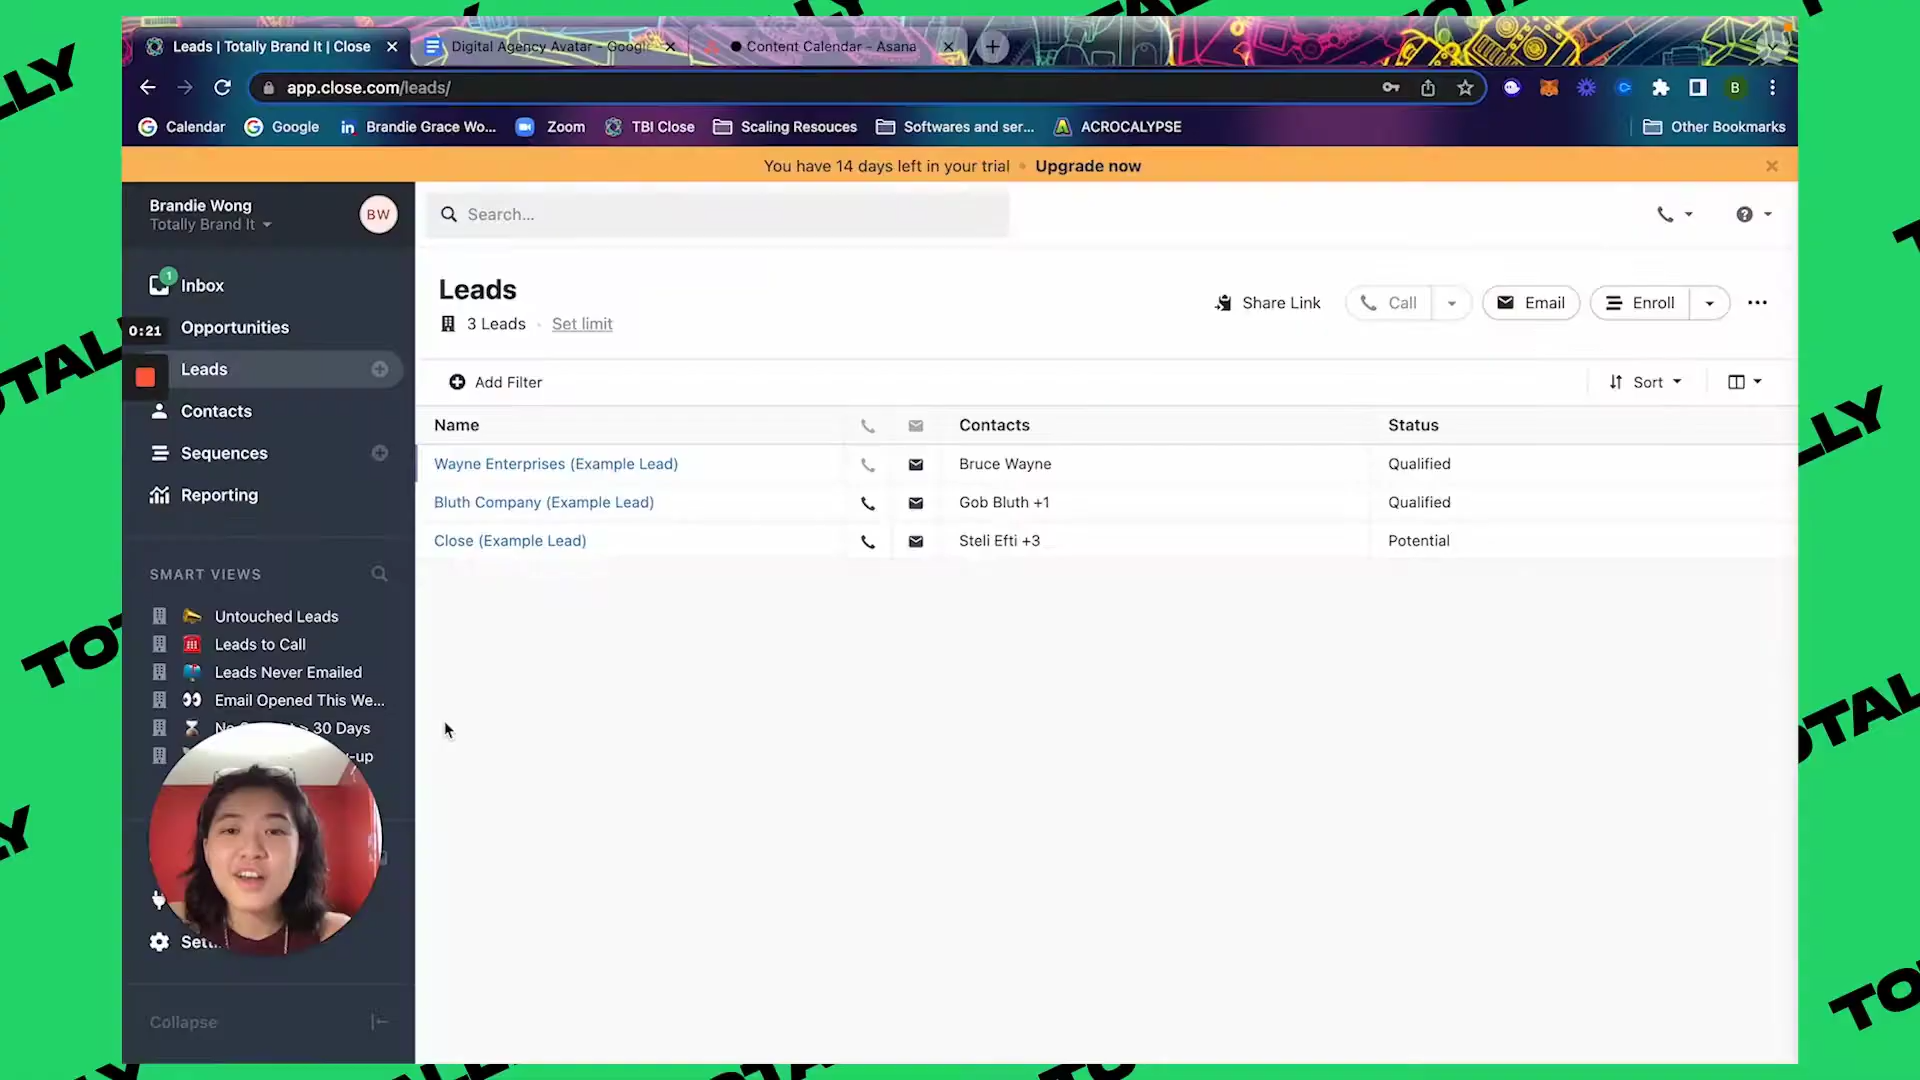 Leads | Totally Brand It | Close
Digital Agency Avatar - Googl
Content Calendar - Asana
app.close.com/leads/
B
Calendar
Google
Brandie Grace Wo...
Zoom
TBI Close
Scaling Resouces
Softwares and ser...
ACROCALYPSE
Other Bookmarks
You have 14 days left in your trial • Upgrade now
Brandie Wong
Totally Brand It
BW
Search...
1
Inbox
0:21
Opportunities
Leads
Contacts
Sequences
Reporting
SMART VIEWS
Untouched Leads
Leads to Call
Leads Never Emailed
Email Opened This We...
30 Days
-up
Collapse
Leads
3 Leads · Set limit
Share Link
Call
Email
Enroll
Add Filter
Sort
Name Contacts Status
Wayne Enterprises (Example Lead) Bruce Wayne Qualified
Bluth Company (Example Lead) Gob Bluth +1 Qualified
Close (Example Lead) Steli Efti +3 Potential